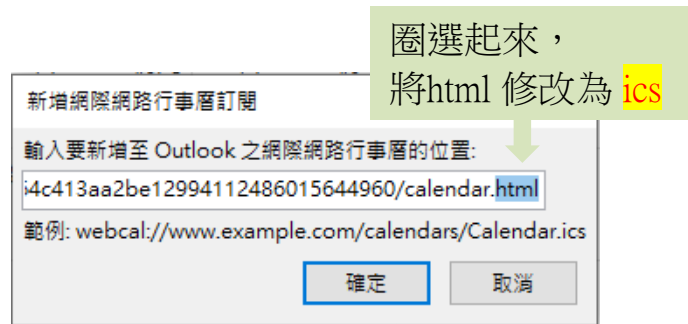 圈選起來，
將html 修改為 ics
新增網際網路行事曆訂閱
輸入要新增至 Outlook 之網際網路行事曆的位置:
i4c413aa2be12994112486015644960/calendar.html
範例: webcal://www.example.com/calendars/Calendar.ics
確定
取消